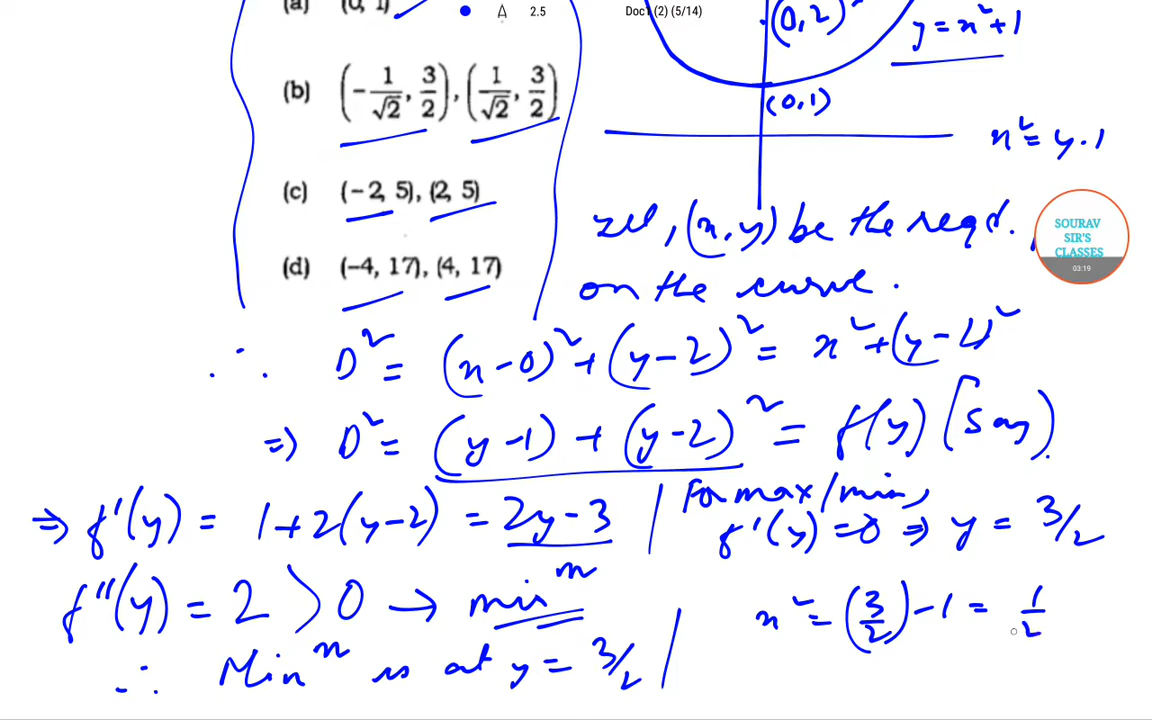 (a) (0, 1)
Δ 2.5 Doc1 (2) (5/14)
(0,2)
y = x²+1
(b) (-1/√2, 3/2), (1/√2, 3/2)
(0,1)
x² = y-1
(c) (-2, 5), (2, 5)
Let, (x, y) be the reqd.
SOURAV
SIR'S
CLASSES
03:19
(d) (-4, 17), (4, 17)
on the curve.
∴ D² = (x-0)² + (y-2)² = x² + (y-2)²
⇒ D² = (y-1) + (y-2)² = f(y) (Say)
⇒ f'(y) = 1+2(y-2) = 2y-3
For max/min,
f'(y) = 0 ⇒ y = 3/2
f''(y) = 2 > 0 → minᵐ
x² = (3/2) - 1 = 1/2
∴ Minᵐ is at y = 3/2